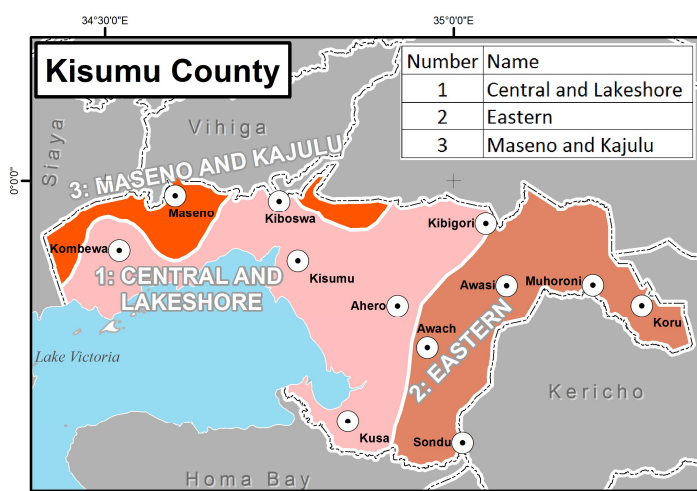 34°30'0"E
35°0'0"E
Kisumu County
Number Name
1 Central and Lakeshore
2 Eastern
3 Maseno and Kajulu
Siaya
Vihiga
0°0'0"
3: MASENO AND KAJULU
Maseno
Kiboswa
Kibigori
Kombewa
1: CENTRAL AND
LAKESHORE
Kisumu
Awasi
Muhoroni
Ahero
Koru
Awach
2: EASTERN
Lake Victoria
Kericho
Kusa
Sondu
Homa Bay